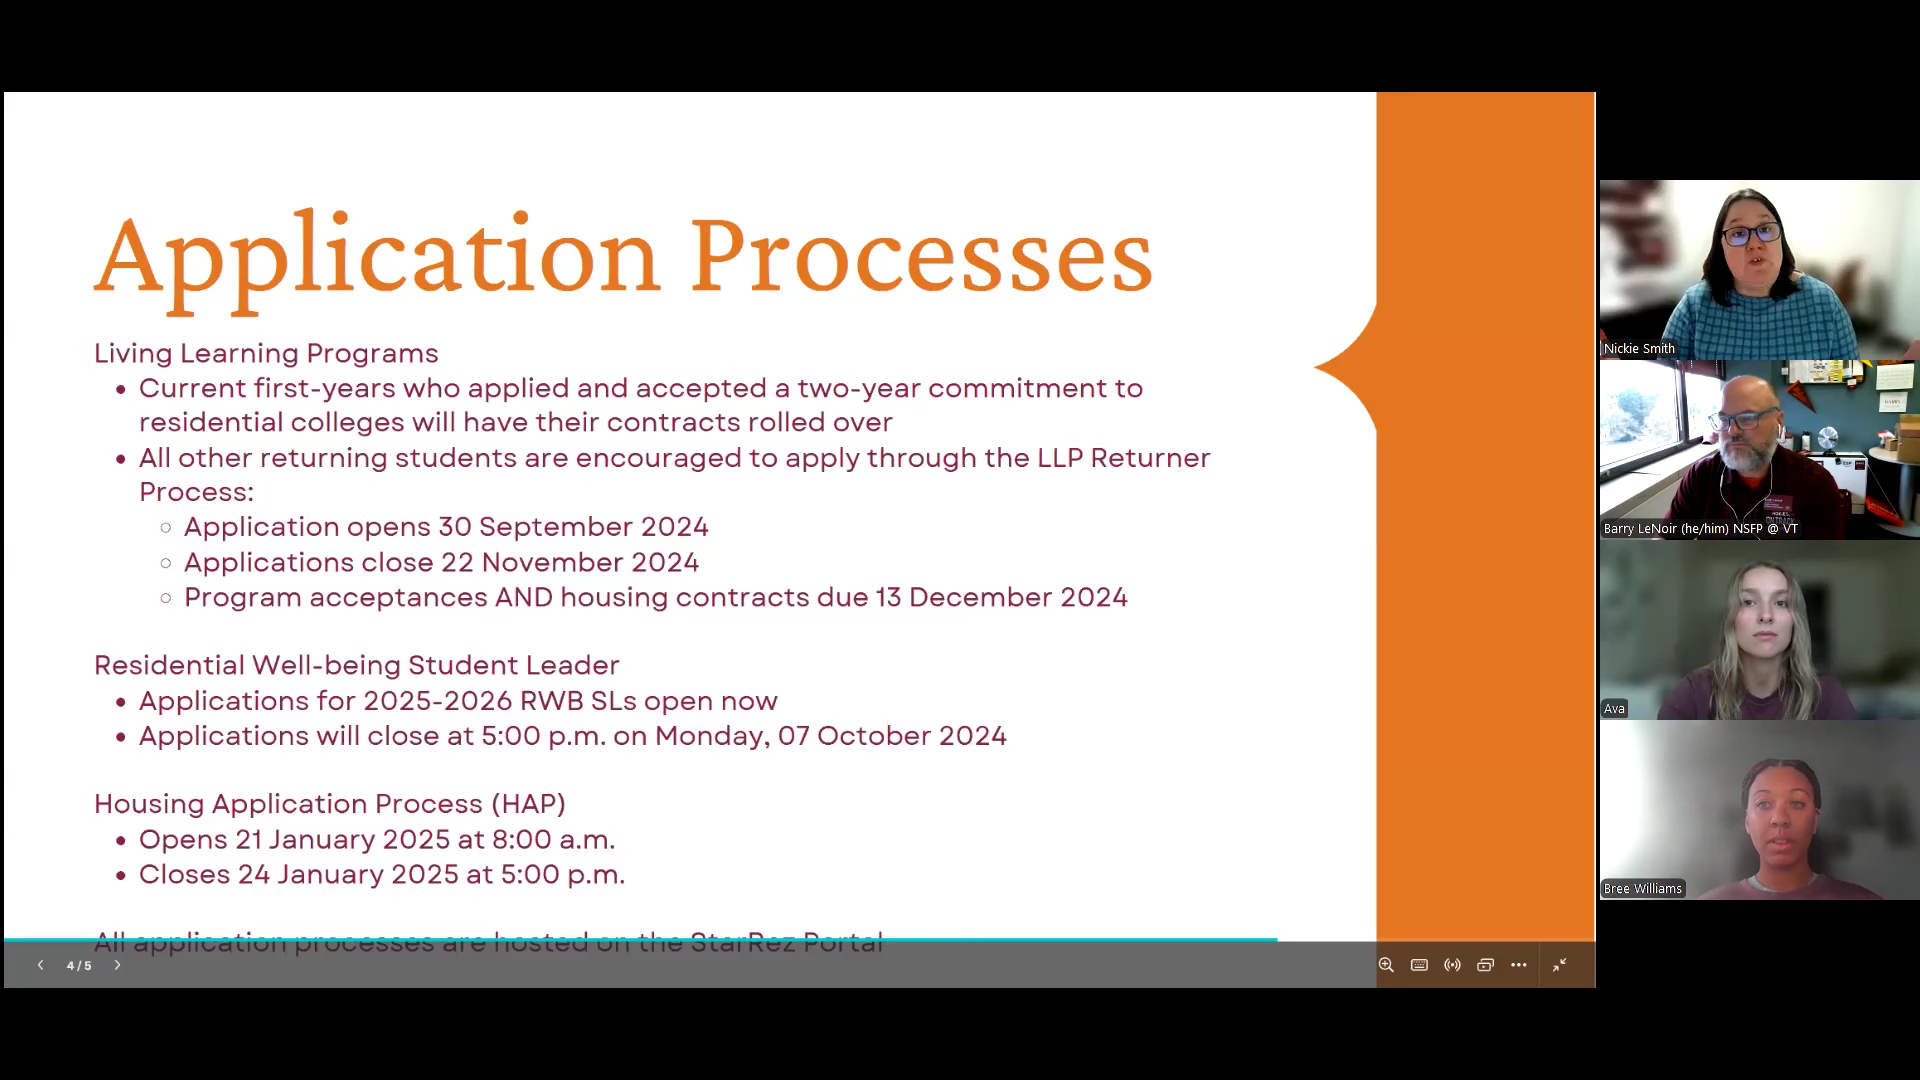 Application Processes
Living Learning Programs
• Current first-years who applied and accepted a two-year commitment to
residential colleges will have their contracts rolled over
• All other returning students are encouraged to apply through the LLP Returner
Process:
○ Application opens 30 September 2024
○ Applications close 22 November 2024
○ Program acceptances AND housing contracts due 13 December 2024
Residential Well-being Student Leader
• Applications for 2025-2026 RWB SLs open now
• Applications will close at 5:00 p.m. on Monday, 07 October 2024
Housing Application Process (HAP)
• Opens 21 January 2025 at 8:00 a.m.
• Closes 24 January 2025 at 5:00 p.m.
All application processes are hosted on the StarRez Portal
4 / 5
Nickie Smith
Barry LeNoir (he/him) NSFP @ VT
Ava
Bree Williams